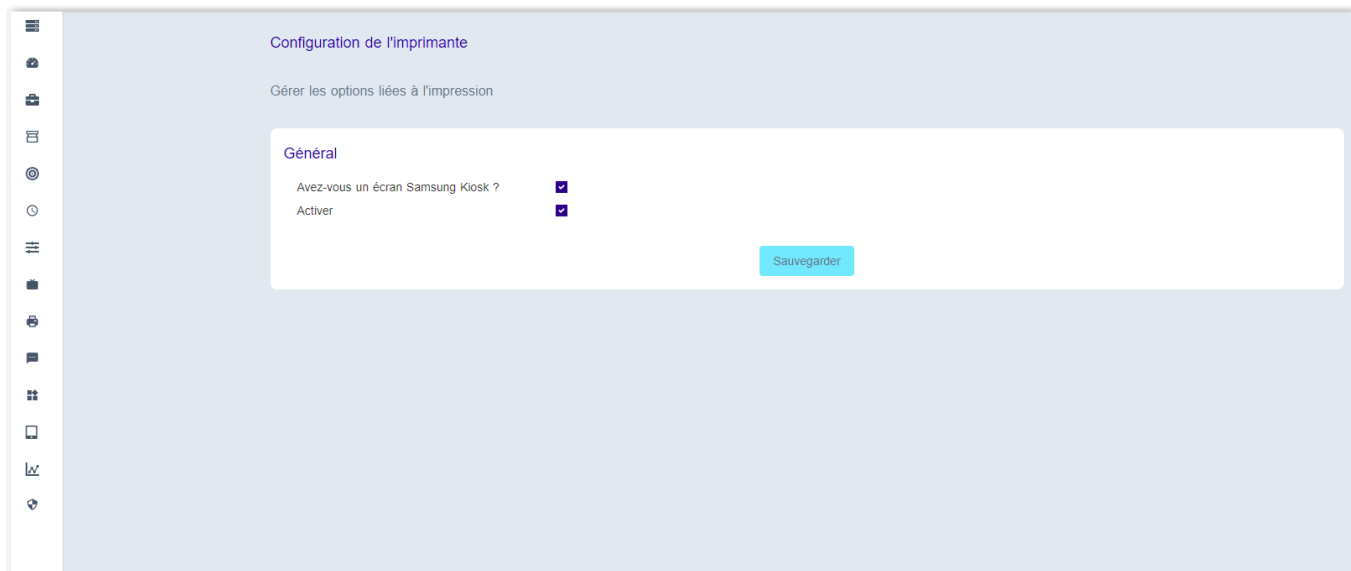 Configuration de l'imprimante
Gérer les options liées à l'impression
Général
Avez-vous un écran Samsung Kiosk ?
Activer
Sauvegarder